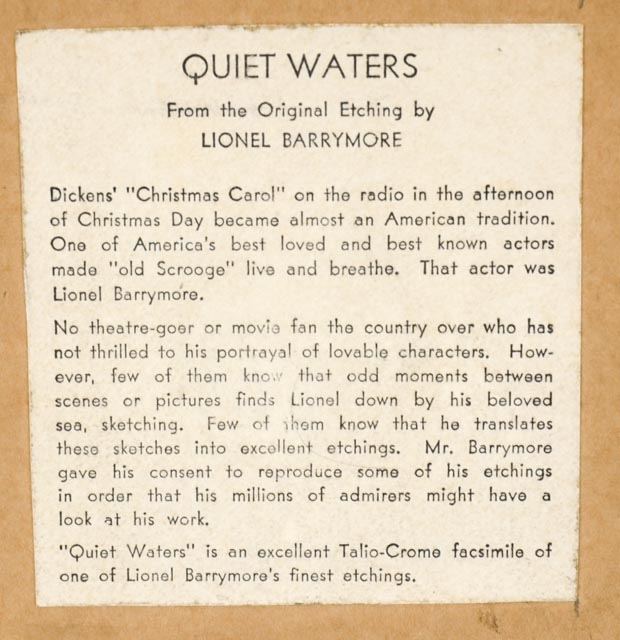 QUIET WATERS
From the Original Etching by
LIONEL BARRYMORE
Dickens' "Christmas Carol" on the radio in the afternoon
of Christmas Day became almost an American tradition.
One of America's best loved and best known actors
made "old Scrooge" live and breathe. That actor was
Lionel Barrymore.
No theatre-goer or movie fan the country over who has
not thrilled to his portrayal of lovable characters. How-
ever, few of them know that odd moments between
scenes or pictures finds Lionel down by his beloved
sea, sketching. Few of them know that he translates
these sketches into excellent etchings. Mr. Barrymore
gave his consent to reproduce some of his etchings
in order that his millions of admirers might have a
look at his work.
"Quiet Waters" is an excellent Talio-Crome facsimile of
one of Lionel Barrymore's finest etchings.